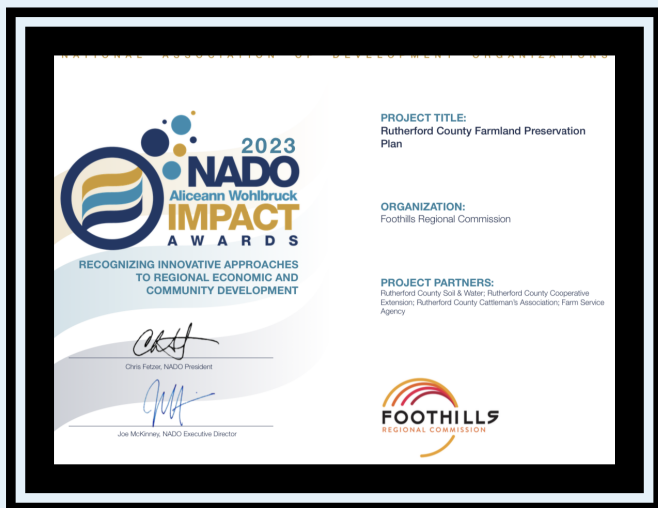 NATIONAL ASSOCIATION OF DEVELOPMENT ORGANIZATIONS
2023
NADO
Aliceann Wohlbruck
IMPACT
AWARDS
RECOGNIZING INNOVATIVE APPROACHES
TO REGIONAL ECONOMIC AND
COMMUNITY DEVELOPMENT
Chris Fetzer, NADO President
Joe McKinney, NADO Executive Director
PROJECT TITLE:
Rutherford County Farmland Preservation
Plan
ORGANIZATION:
Foothills Regional Commission
PROJECT PARTNERS:
Rutherford County Soil & Water; Rutherford County Cooperative
Extension; Rutherford County Cattleman's Association; Farm Service
Agency
FOOTHILLS
REGIONAL COMMISSION